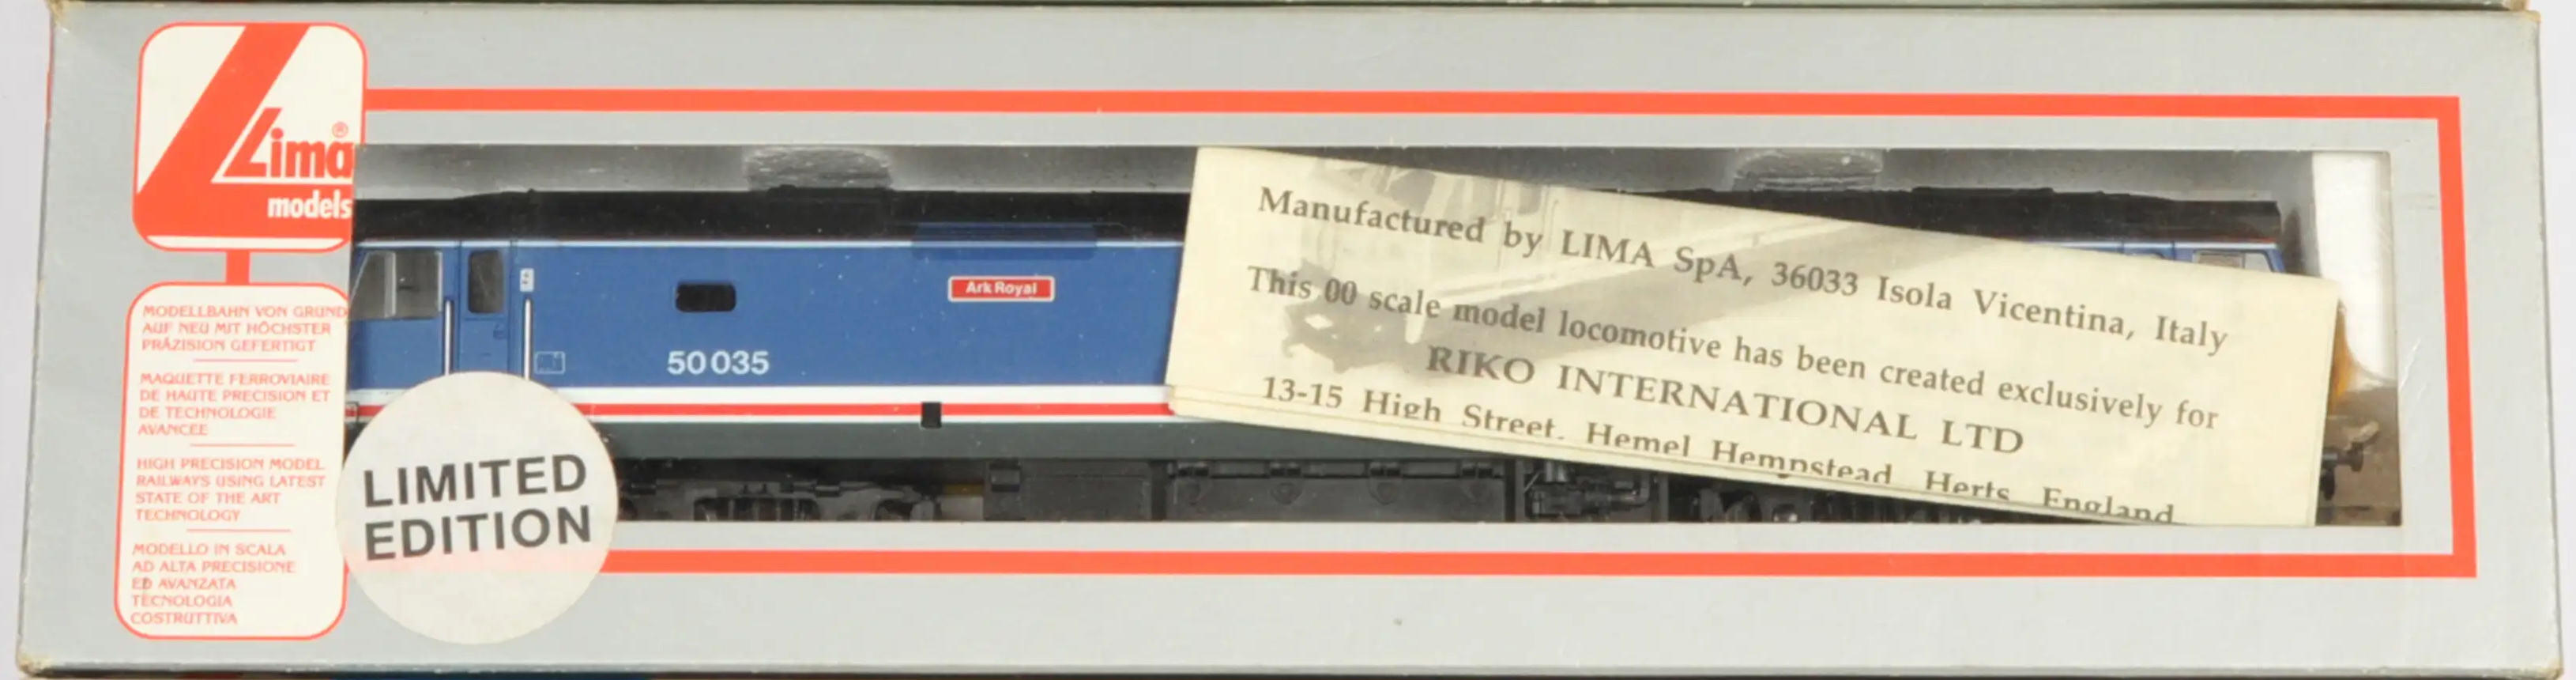 Lima®
models
MODELLBAHN VON GRUND
AUF NEU MIT HÖCHSTER
PRÄZISION GEFERTIGT
MAQUETTE FERROVIAIRE
DE HAUTE PRECISION ET
DE TECHNOLOGIE
AVANCEE
HIGH PRECISION MODEL
RAILWAYS USING LATEST
STATE OF THE ART
TECHNOLOGY
MODELLO IN SCALA
AD ALTA PRECISIONE
ED AVANZATA
TECNOLOGIA
COSTRUTTIVA
LIMITED
EDITION
Ark Royal
50 035
Manufactured by LIMA SpA, 36033 Isola Vicentina, Italy
This 00 scale model locomotive has been created exclusively for
RIKO INTERNATIONAL LTD
13-15 High Street, Hemel Hempstead, Herts, England